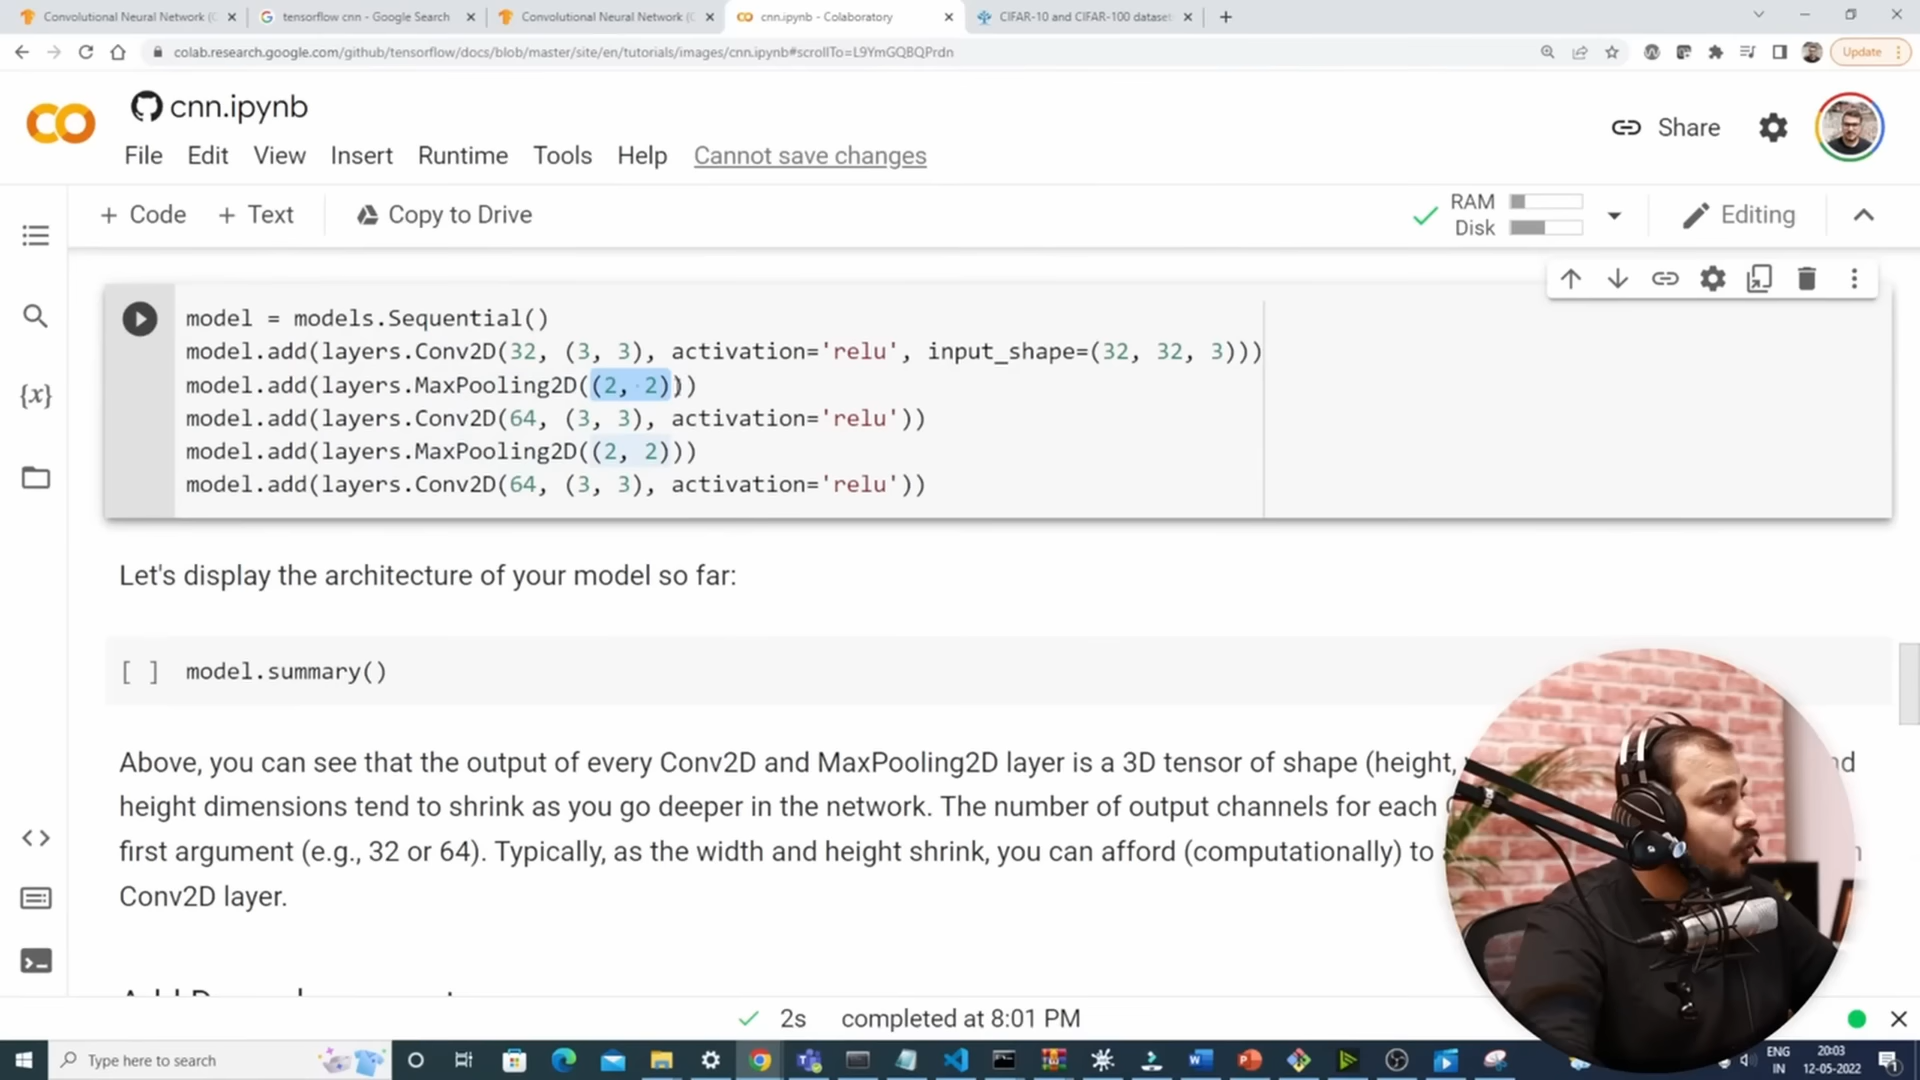 Convolutional Neural Network (C
tensorflow cnn - Google Search
Convolutional Neural Network (C
cnn.ipynb - Colaboratory
CIFAR-10 and CIFAR-100 dataset
colab.research.google.com/github/tensorflow/docs/blob/master/site/en/tutorials/images/cnn.ipynb#scrollTo=L9YmGQBQPrdn
Update
CO
cnn.ipynb
Share
File Edit View Insert Runtime Tools Help Cannot save changes
+ Code + Text Copy to Drive
RAM
Disk
Editing
model = models.Sequential()
model.add(layers.Conv2D(32, (3, 3), activation='relu', input_shape=(32, 32, 3)))
model.add(layers.MaxPooling2D((2, 2)))
model.add(layers.Conv2D(64, (3, 3), activation='relu'))
model.add(layers.MaxPooling2D((2, 2)))
model.add(layers.Conv2D(64, (3, 3), activation='relu'))
{x}
Let's display the architecture of your model so far:
[ ] model.summary()
Above, you can see that the output of every Conv2D and MaxPooling2D layer is a 3D tensor of shape (height,
height dimensions tend to shrink as you go deeper in the network. The number of output channels for each
first argument (e.g., 32 or 64). Typically, as the width and height shrink, you can afford (computationally) to
Conv2D layer.
2s completed at 8:01 PM
Type here to search
ENG
IN
20:03
12-05-2022